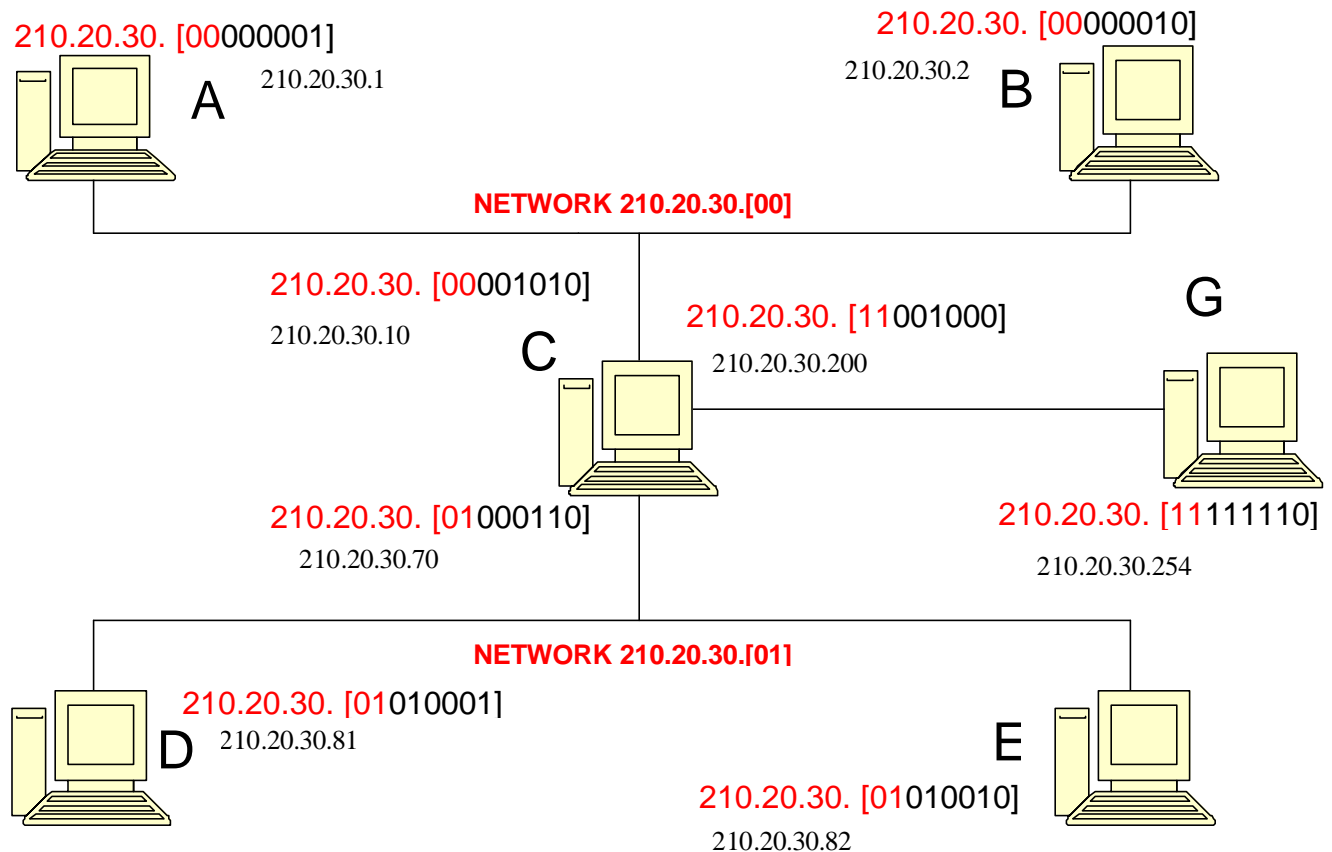 210.20.30. [00000001]
210.20.30.1
A
210.20.30. [00000010]
210.20.30.2
B
NETWORK 210.20.30.[00]
210.20.30. [00001010]
210.20.30.10
C
210.20.30. [11001000]
210.20.30.200
G
210.20.30. [11111110]
210.20.30.254
210.20.30. [01000110]
210.20.30.70
NETWORK 210.20.30.[01]
210.20.30. [01010001]
210.20.30.81
D
E
210.20.30. [01010010]
210.20.30.82